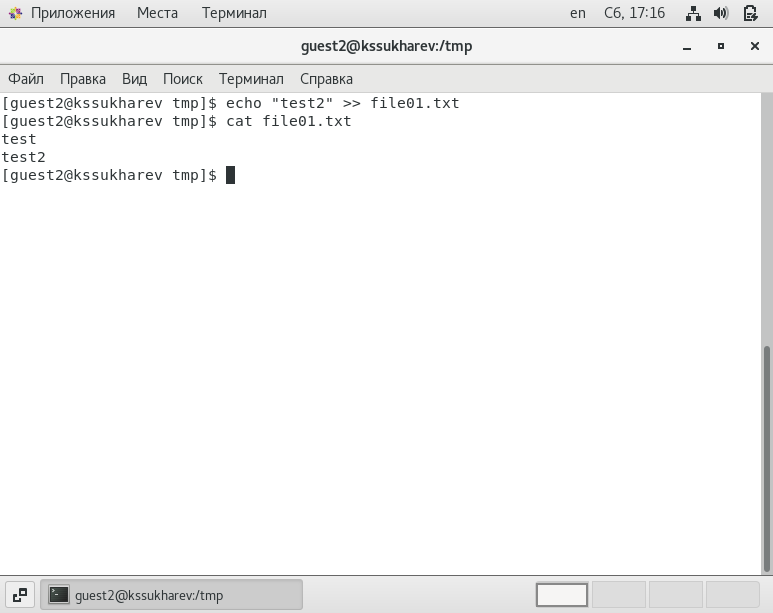 Приложения Места Терминал en Сб, 17:16
guest2@kssukharev:/tmp
Файл Правка Вид Поиск Терминал Справка
[guest2@kssukharev tmp]$ echo "test2" >> file01.txt
[guest2@kssukharev tmp]$ cat file01.txt
test
test2
[guest2@kssukharev tmp]$
guest2@kssukharev:/tmp